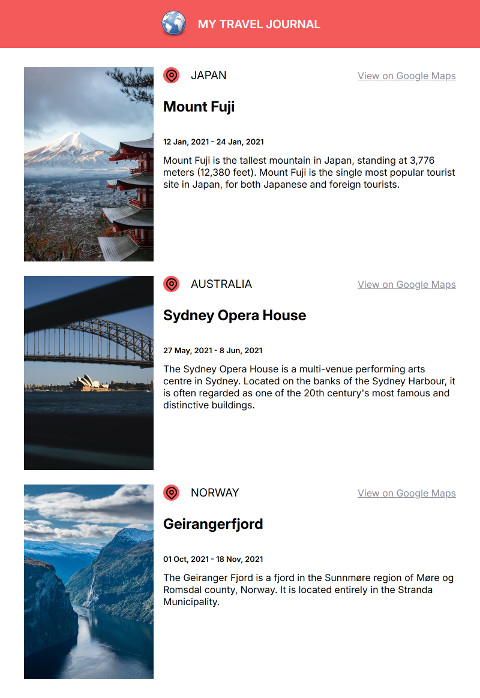 MY TRAVEL JOURNAL
JAPAN View on Google Maps
Mount Fuji
12 Jan, 2021 - 24 Jan, 2021
Mount Fuji is the tallest mountain in Japan, standing at 3,776
meters (12,380 feet). Mount Fuji is the single most popular tourist
site in Japan, for both Japanese and foreign tourists.
AUSTRALIA View on Google Maps
Sydney Opera House
27 May, 2021 - 8 Jun, 2021
The Sydney Opera House is a multi-venue performing arts
centre in Sydney. Located on the banks of the Sydney Harbour, it
is often regarded as one of the 20th century's most famous and
distinctive buildings.
NORWAY View on Google Maps
Geirangerfjord
01 Oct, 2021 - 18 Nov, 2021
The Geiranger Fjord is a fjord in the Sunnmøre region of Møre og
Romsdal county, Norway. It is located entirely in the Stranda
Municipality.